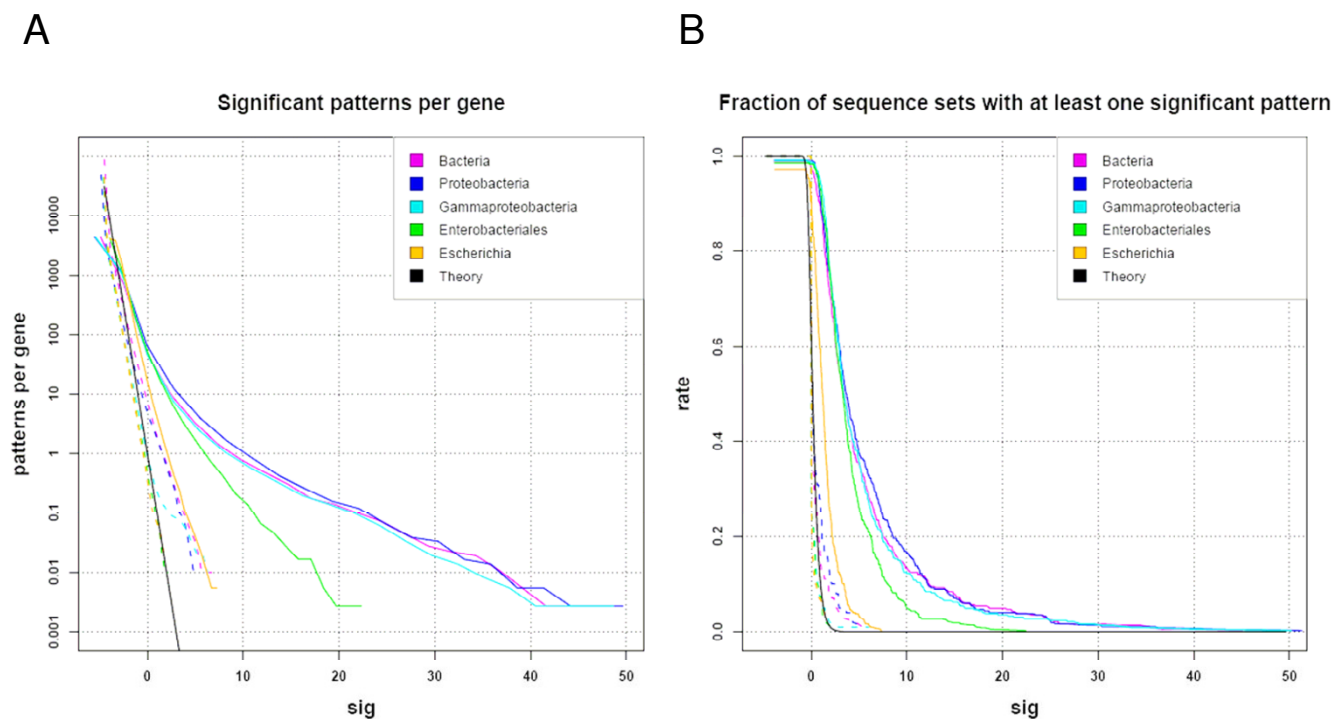 A
B
Significant patterns per gene
Fraction of sequence sets with at least one significant pattern
Bacteria
Proteobacteria
Gammaproteobacteria
Enterobacteriales
Escherichia
Theory
patterns per gene
10000
1000
100
10
1
0.1
0.01
0.001
0 10 20 30 40 50
sig
Bacteria
Proteobacteria
Gammaproteobacteria
Enterobacteriales
Escherichia
Theory
rate
1.0
0.8
0.6
0.4
0.2
0.0
0 10 20 30 40 50
sig